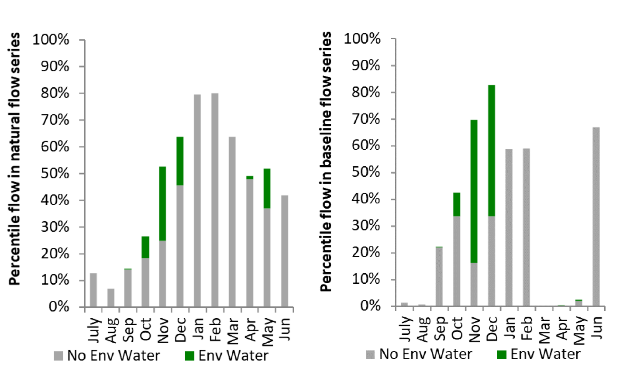 Percentile flow in natural flow series
100%
90%
80%
70%
60%
50%
40%
30%
20%
10%
0%
July
Aug
Sep
Oct
Nov
Dec
Jan
Feb
Mar
Apr
May
Jun
No Env Water
Env Water
Percentile flow in baseline flow series
100%
90%
80%
70%
60%
50%
40%
30%
20%
10%
0%
July
Aug
Sep
Oct
Nov
Dec
Jan
Feb
Mar
Apr
May
Jun
No Env Water
Env Water